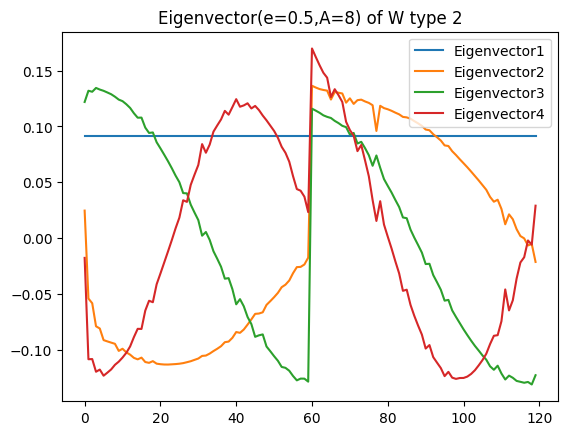 Eigenvector(e=0.5,A=8) of W type 2
Eigenvector1
Eigenvector2
Eigenvector3
Eigenvector4
0.15
0.10
0.05
0.00
−0.05
−0.10
0 20 40 60 80 100 120